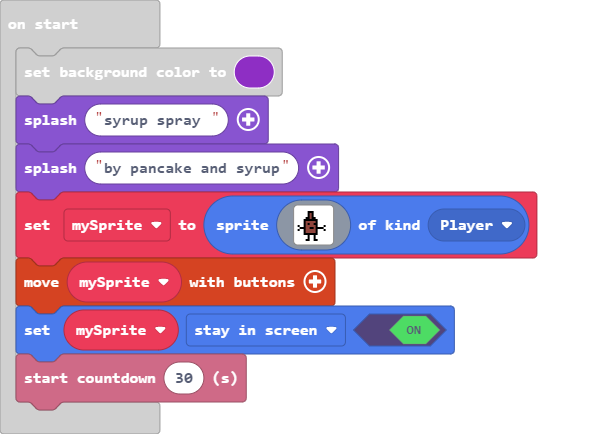 on start
set background color to
splash "syrup spray "
splash "by pancake and syrup"
set mySprite to sprite of kind Player
move mySprite with buttons
set mySprite stay in screen ON
start countdown 30 (s)